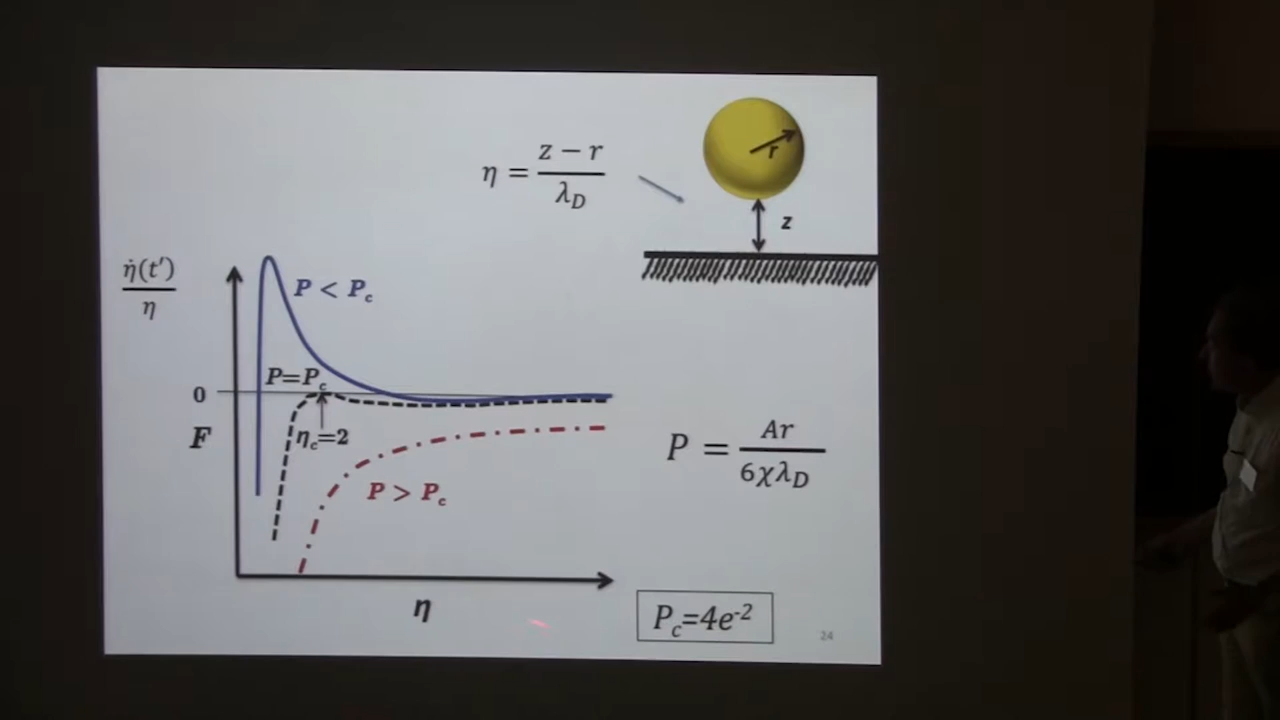 r
η = (z − r)/λ_D
z
η̇(t′)/η
P < P_c
P=P_c
0
F
η_c=2
P > P_c
P = Ar/(6χλ_D)
η
P_c=4e^-2
24